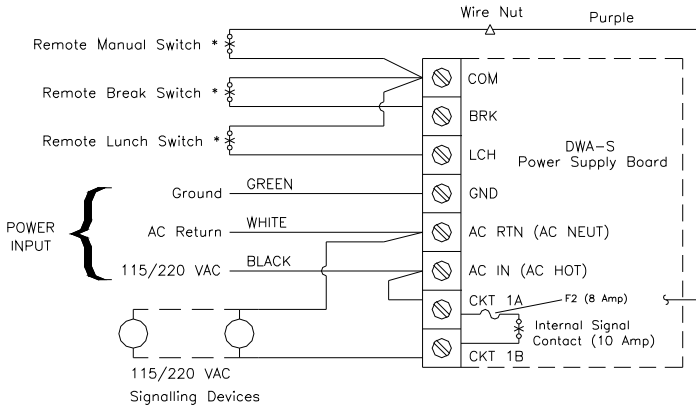 Wire Nut
Purple
Remote Manual Switch *
COM
Remote Break Switch *
BRK
DWA-S
Power Supply Board
Remote Lunch Switch *
LCH
Ground
GREEN
GND
POWER
INPUT
AC Return
WHITE
AC RTN (AC NEUT)
115/220 VAC
BLACK
AC IN (AC HOT)
CKT 1A
F2 (8 Amp)
Internal Signal
Contact (10 Amp)
CKT 1B
115/220 VAC
Signalling Devices